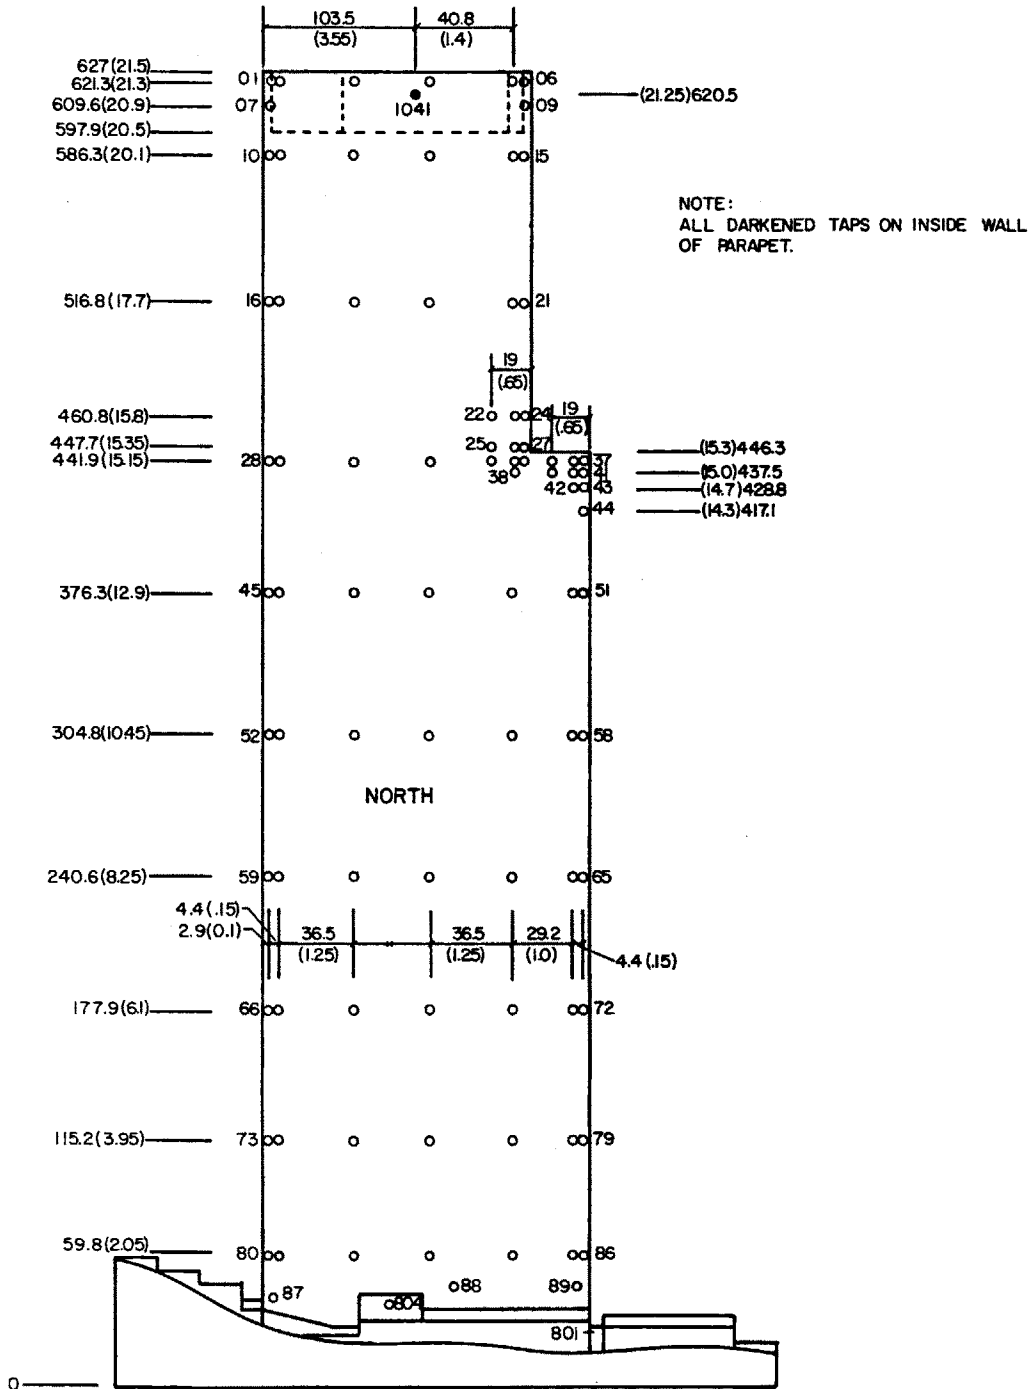 103.5 40.8
(3.55) (1.4)
627(21.5)
621.3(21.3) 01 06
609.6(20.9) 07 1041 09 (21.25)620.5
597.9(20.5)
586.3(20.1) 10 15
NOTE:
ALL DARKENED TAPS ON INSIDE WALL
OF PARAPET.
516.8(17.7) 16 21
19
(.65)
460.8(15.8) 22 24 19
(.65)
447.7(15.35) 25 27 (15.3)446.3
441.9(15.15) 28 37
38 41 (15.0)437.5
42 43 (14.7)428.8
44 (14.3)417.1
376.3(12.9) 45 51
304.8(10.45) 52 58
NORTH
240.6(8.25) 59 65
4.4(.15)
2.9(0.1) 36.5 36.5 29.2
(1.25) (1.25) (1.0) 4.4(.15)
177.9(6.1) 66 72
115.2(3.95) 73 79
59.8(2.05) 80 86
87 88 89
804
801
0